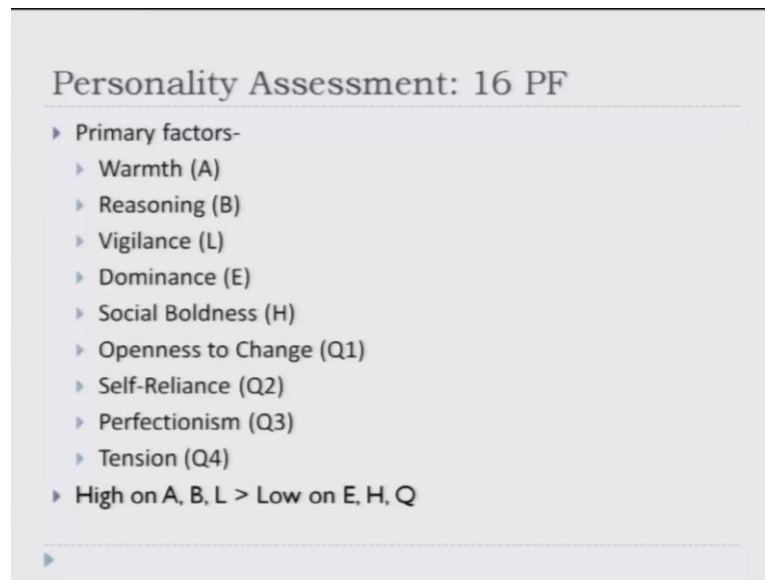 Personality Assessment: 16 PF
Primary factors-
Warmth (A)
Reasoning (B)
Vigilance (L)
Dominance (E)
Social Boldness (H)
Openness to Change (Q1)
Self-Reliance (Q2)
Perfectionism (Q3)
Tension (Q4)
High on A, B, L > Low on E, H, Q